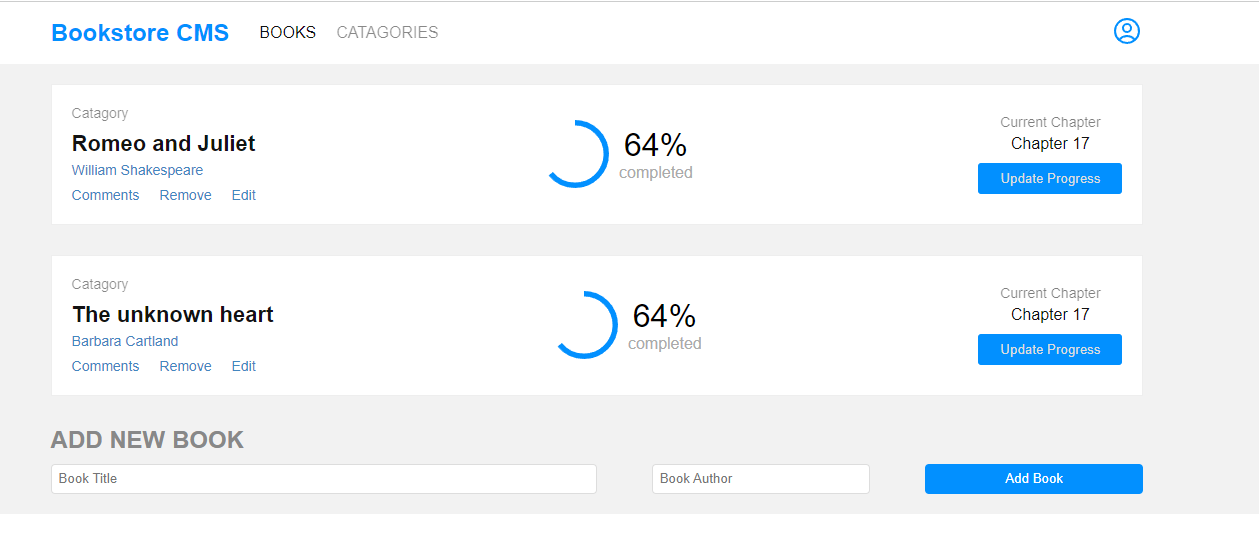 Bookstore CMS BOOKS CATAGORIES
Catagory
Romeo and Juliet
William Shakespeare
Comments Remove Edit
64%
completed
Current Chapter
Chapter 17
Update Progress
Catagory
The unknown heart
Barbara Cartland
Comments Remove Edit
64%
completed
Current Chapter
Chapter 17
Update Progress
ADD NEW BOOK
Book Title Book Author Add Book